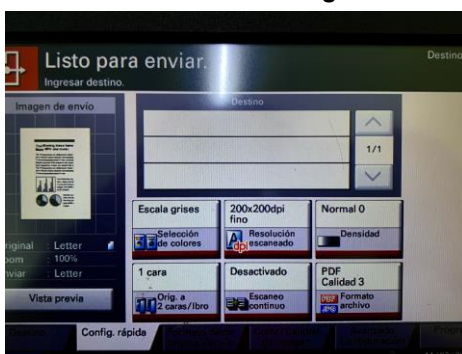 Listo para enviar.
Ingresar destino.
Destino
Imagen de envío
Destino
1/1
Escala grises
200x200dpi
fino
Normal 0
Selección
de colores
dpi
Resolución
escaneado
Densidad
riginal : Letter
oom : 100%
nviar : Letter
1 cara
Desactivado
PDF
Calidad 3
Vista previa
Orig. a
2 caras/lbro
Escaneo
continuo
Formato
archivo
Config. rápida